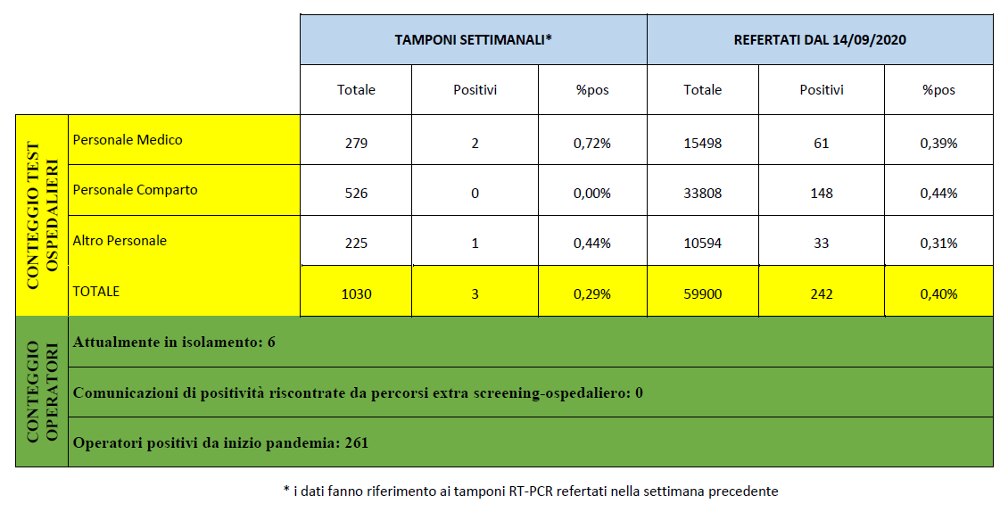 TAMPONI SETTIMANALI* REFERTATI DAL 14/09/2020
Totale Positivi %pos Totale Positivi %pos
CONTEGGIO TEST
OSPEDALIERI
Personale Medico 279 2 0,72% 15498 61 0,39%
Personale Comparto 526 0 0,00% 33808 148 0,44%
Altro Personale 225 1 0,44% 10594 33 0,31%
TOTALE 1030 3 0,29% 59900 242 0,40%
CONTEGGIO
OPERATORI
Attualmente in isolamento: 6
Comunicazioni di positività riscontrate da percorsi extra screening-ospedaliero: 0
Operatori positivi da inizio pandemia: 261
* i dati fanno riferimento ai tamponi RT-PCR refertati nella settimana precedente